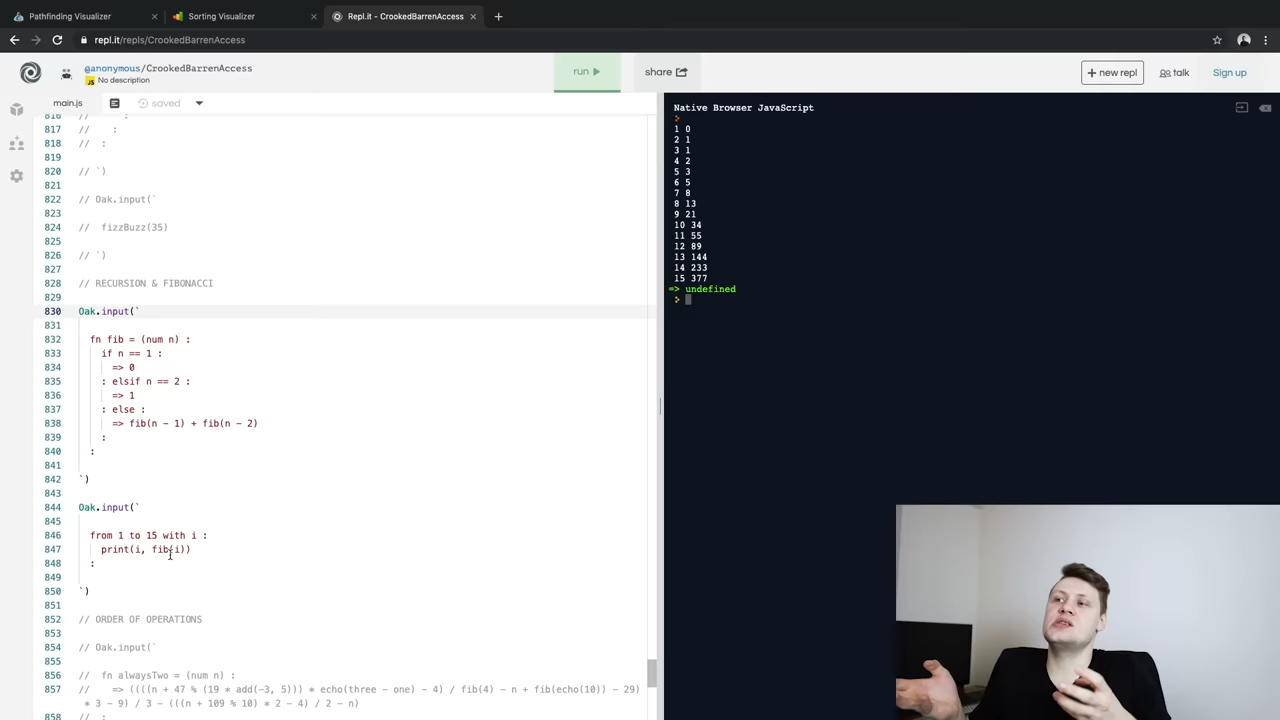 Pathfinding Visualizer
Sorting Visualizer
Repl.it - CrookedBarrenAccess
repl.it/repls/CrookedBarrenAccess
@anonymous/CrookedBarrenAccess
No description
run
share
+ new repl
talk
Sign up
main.js
saved
816 // :
817 // :
818 // :
819
820 // `)
821
822 // Oak.input(`
823
824 // fizzBuzz(35)
825
826 // `)
827
828 // RECURSION & FIBONACCI
829
830 Oak.input(`
831
832 fn fib = (num n) :
833 if n == 1 :
834 => 0
835 : elsif n == 2 :
836 => 1
837 : else :
838 => fib(n - 1) + fib(n - 2)
839 :
840 :
841
842 `)
843
844 Oak.input(`
845
846 from 1 to 15 with i :
847 print(i, fib(i))
848 :
849
850 `)
851
852 // ORDER OF OPERATIONS
853
854 // Oak.input(`
855
856 // fn alwaysTwo = (num n) :
857 // => ((((n + 47 % (19 * add(-3, 5))) * echo(three - one) - 4) / fib(4) - n + fib(echo(10)) - 29)
* 3 - 9) / 3 - (((n + 109 % 10) * 2 - 4) / 2 - n)
858 // :
Native Browser JavaScript
1 0
2 1
3 1
4 2
5 3
6 5
7 8
8 13
9 21
10 34
11 55
12 89
13 144
14 233
15 377
=> undefined